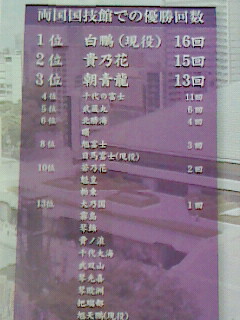 両国国技館での優勝回数
1位 白鵬(現役) 16回
2位 貴乃花 15回
3位 朝青龍 13回
4位 千代の富士 11回
5位 武蔵丸 6回
6位 北勝海 4回
曙
8位 旭富士 3回
日馬富士(現役)
10位 若乃花 2回
魁皇
栃東
13位 大乃国 1回
霧島
琴錦
貴ノ浪
千代大海
武双山
琴光喜
琴欧洲
把瑠都
旭天鵬(現役)